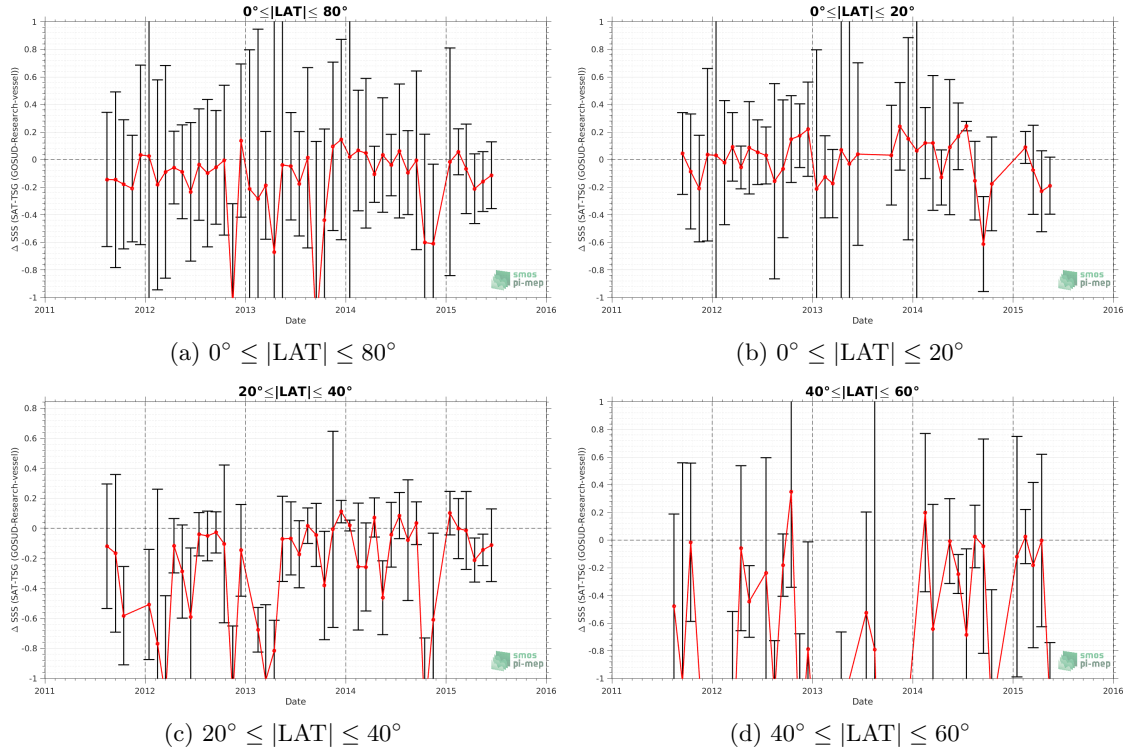 0°≤|LAT|≤ 80°
Δ SSS (SAT-TSG (GOSUD-Research-vessel))
1
0.8
0.6
0.4
0.2
0
-0.2
-0.4
-0.6
-0.8
-1
2011 2012 2013 2014 2015 2016
Date
smos
pi-mep
(a) 0° ≤ |LAT| ≤ 80°
0°≤|LAT|≤ 20°
Δ SSS (SAT-TSG (GOSUD-Research-vessel))
1
0.8
0.6
0.4
0.2
0
-0.2
-0.4
-0.6
-0.8
-1
2011 2012 2013 2014 2015 2016
Date
smos
pi-mep
(b) 0° ≤ |LAT| ≤ 20°
20°≤|LAT|≤ 40°
Δ SSS (SAT-TSG (GOSUD-Research-vessel))
0.8
0.6
0.4
0.2
0
-0.2
-0.4
-0.6
-0.8
-1
2011 2012 2013 2014 2015 2016
Date
smos
pi-mep
(c) 20° ≤ |LAT| ≤ 40°
40°≤|LAT|≤ 60°
Δ SSS (SAT-TSG (GOSUD-Research-vessel))
1
0.8
0.6
0.4
0.2
0
-0.2
-0.4
-0.6
-0.8
-1
2011 2012 2013 2014 2015 2016
Date
smos
pi-mep
(d) 40° ≤ |LAT| ≤ 60°